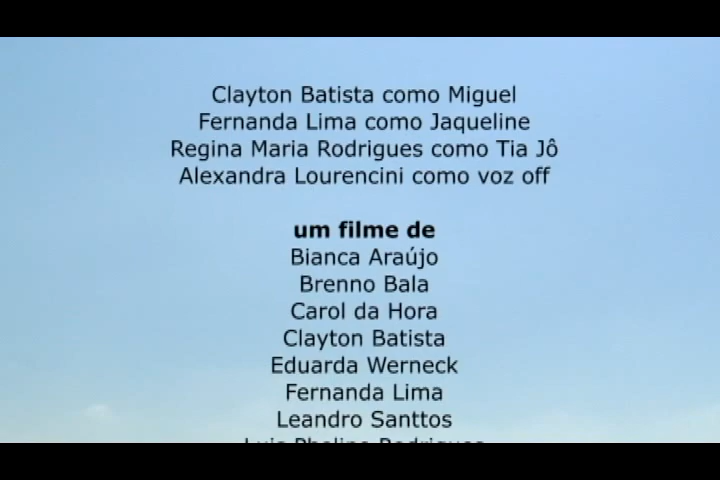 Clayton Batista como Miguel
Fernanda Lima como Jaqueline
Regina Maria Rodrigues como Tia Jô
Alexandra Lourencini como voz off
um filme de
Bianca Araújo
Brenno Bala
Carol da Hora
Clayton Batista
Eduarda Werneck
Fernanda Lima
Leandro Santtos